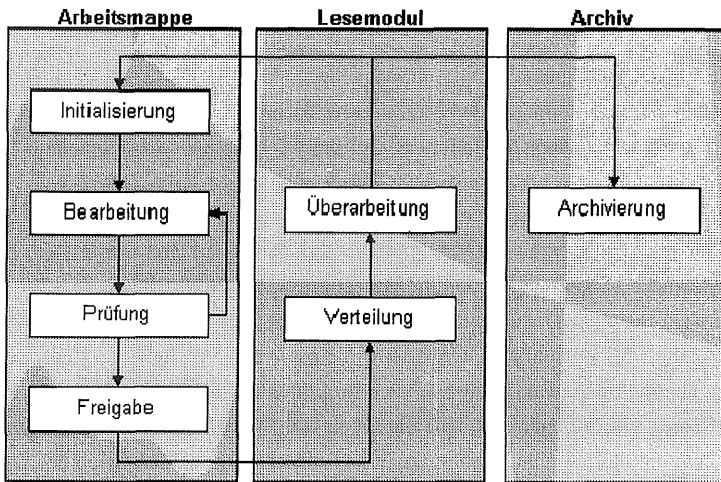 Arbeitsmappe
Lesemodul
Archiv
Initialisierung
Bearbeitung
Prüfung
Freigabe
Überarbeitung
Verteilung
Archivierung